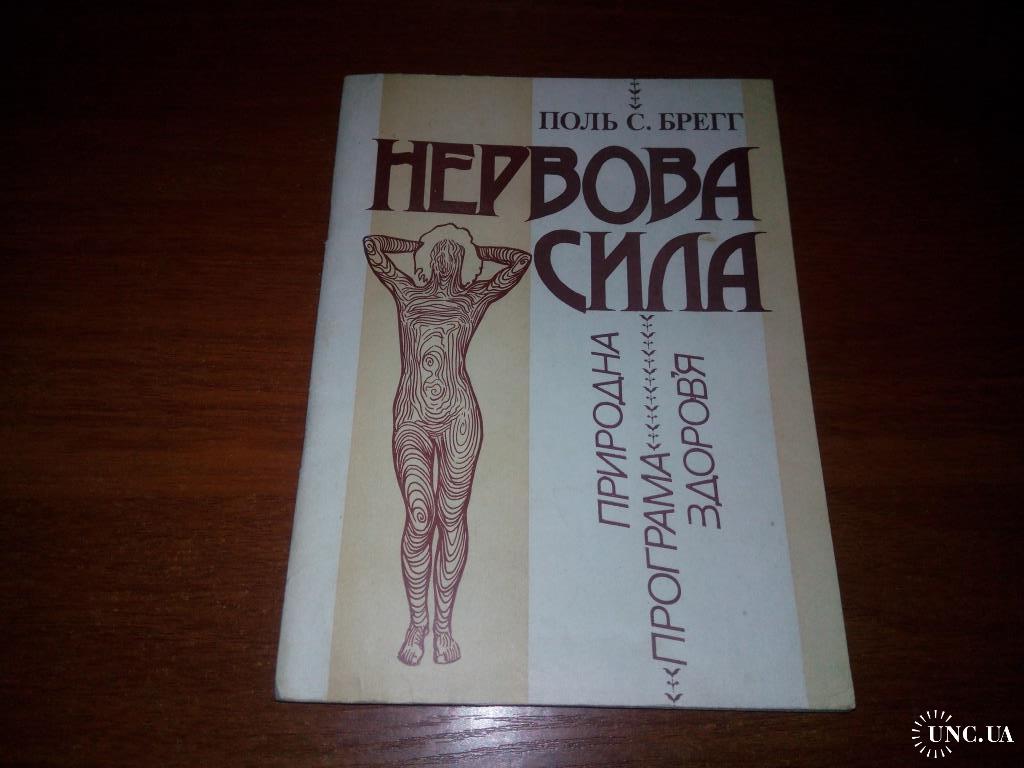 ПОЛЬ С. БРЕГГ
НЕРВОВА
СИЛА
ПРИРОДНА
ПРОГРАМА
ЗДОРОВ'Я
UNC.UA